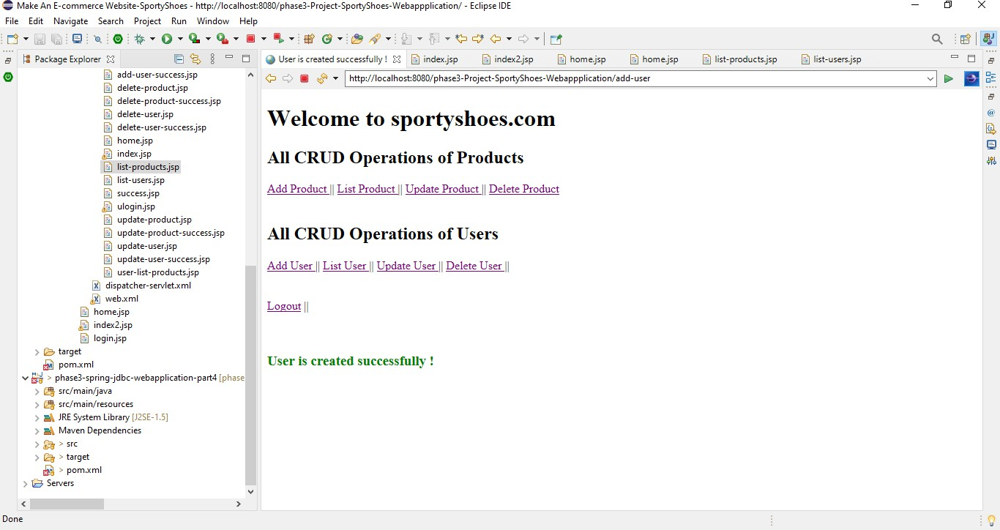 Make An E-commerce Website-SportyShoes - http://localhost:8080/phase3-Project-SportyShoes-Webappplication/ - Eclipse IDE
File Edit Navigate Search Project Run Window Help
Package Explorer
add-user-success.jsp
delete-product.jsp
delete-product-success.jsp
delete-user.jsp
delete-user-success.jsp
home.jsp
index.jsp
list-products.jsp
list-users.jsp
success.jsp
ulogin.jsp
update-product.jsp
update-product-success.jsp
update-user.jsp
update-user-success.jsp
user-list-products.jsp
dispatcher-servlet.xml
web.xml
home.jsp
index2.jsp
login.jsp
target
pom.xml
> phase3-spring-jdbc-webapplication-part4 [phase
src/main/java
src/main/resources
JRE System Library [J2SE-1.5]
Maven Dependencies
> src
> target
> pom.xml
Servers
User is created successfully ! index.jsp index2.jsp home.jsp home.jsp list-products.jsp list-users.jsp
http://localhost:8080/phase3-Project-SportyShoes-Webappplication/add-user
Welcome to sportyshoes.com
All CRUD Operations of Products
Add Product || List Product || Update Product || Delete Product
All CRUD Operations of Users
Add User || List User || Update User || Delete User ||
Logout ||
User is created successfully !
Done